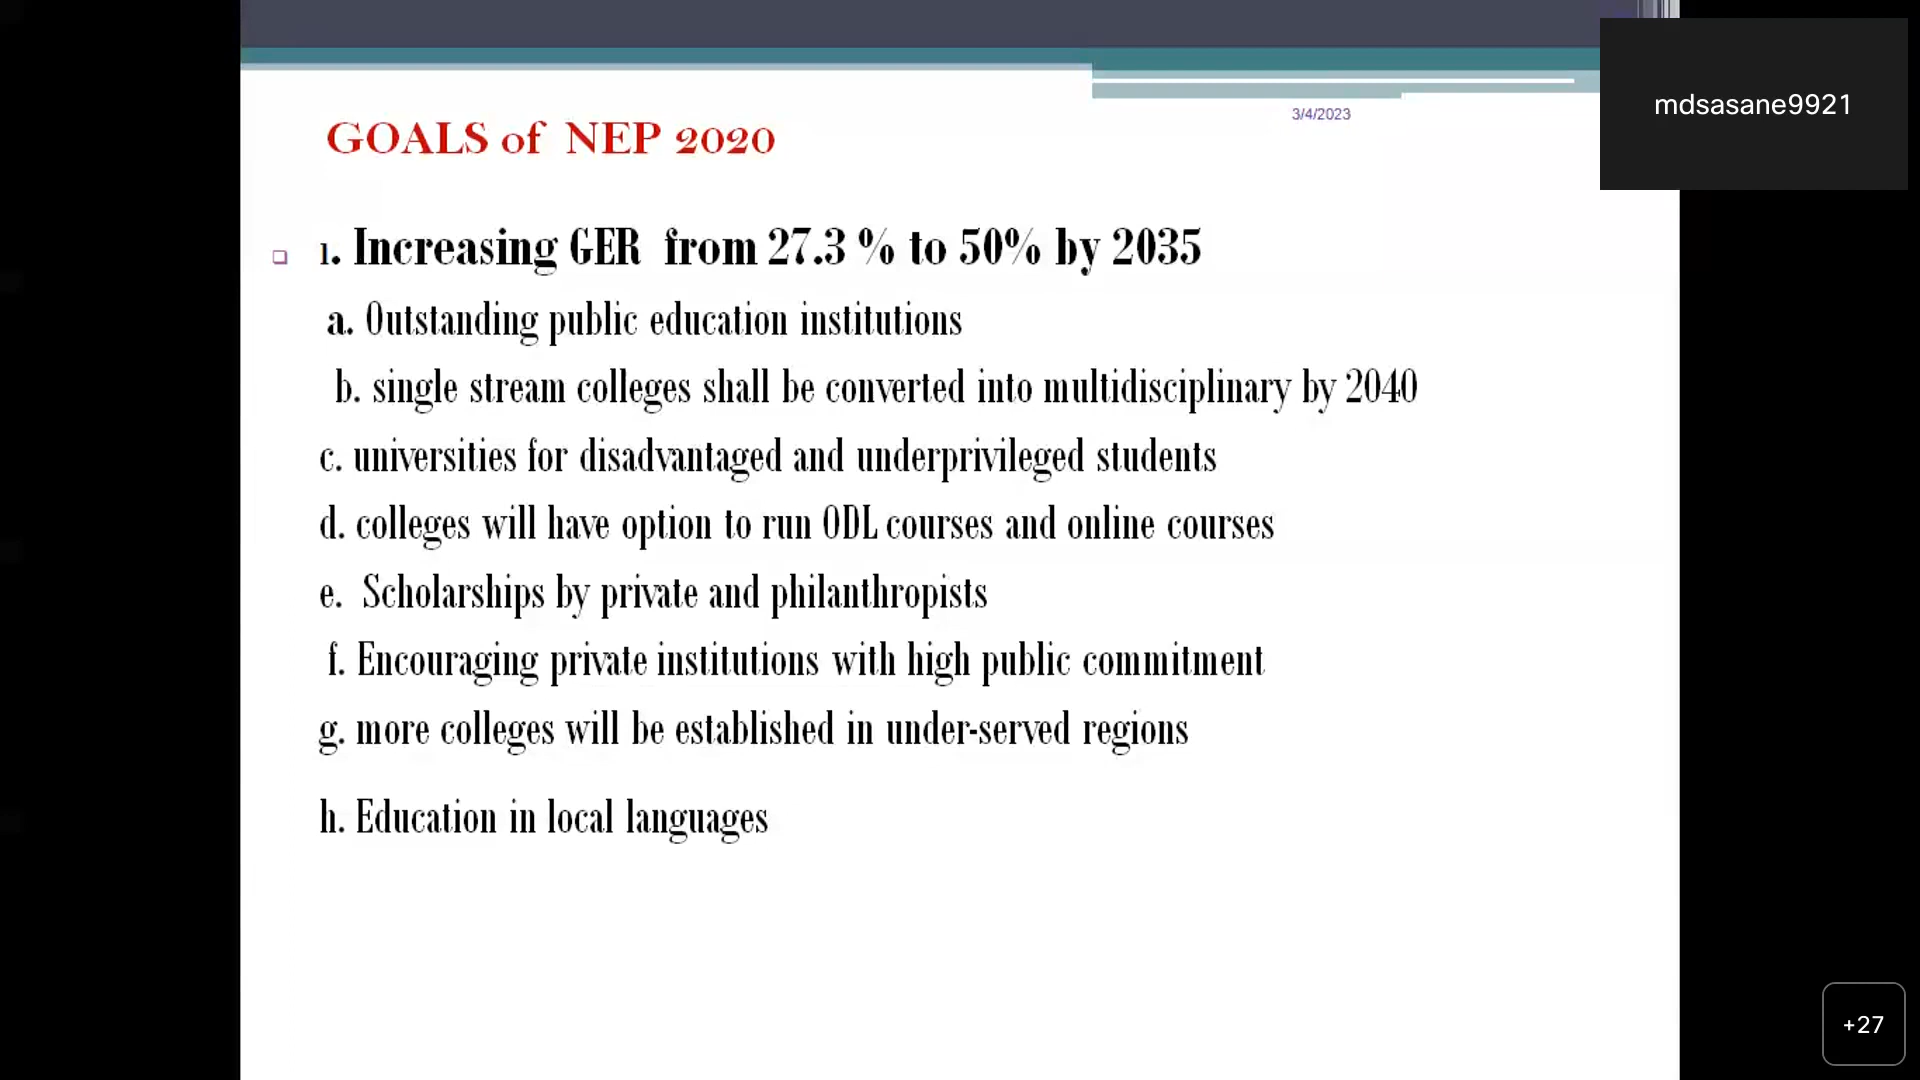 mdsasane9921
3/4/2023
GOALS of NEP 2020
❑ 1. Increasing GER from 27.3 % to 50% by 2035
a. Outstanding public education institutions
b. single stream colleges shall be converted into multidisciplinary by 2040
c. universities for disadvantaged and underprivileged students
d. colleges will have option to run ODL courses and online courses
e. Scholarships by private and philanthropists
f. Encouraging private institutions with high public commitment
g. more colleges will be established in under-served regions
h. Education in local languages
+27